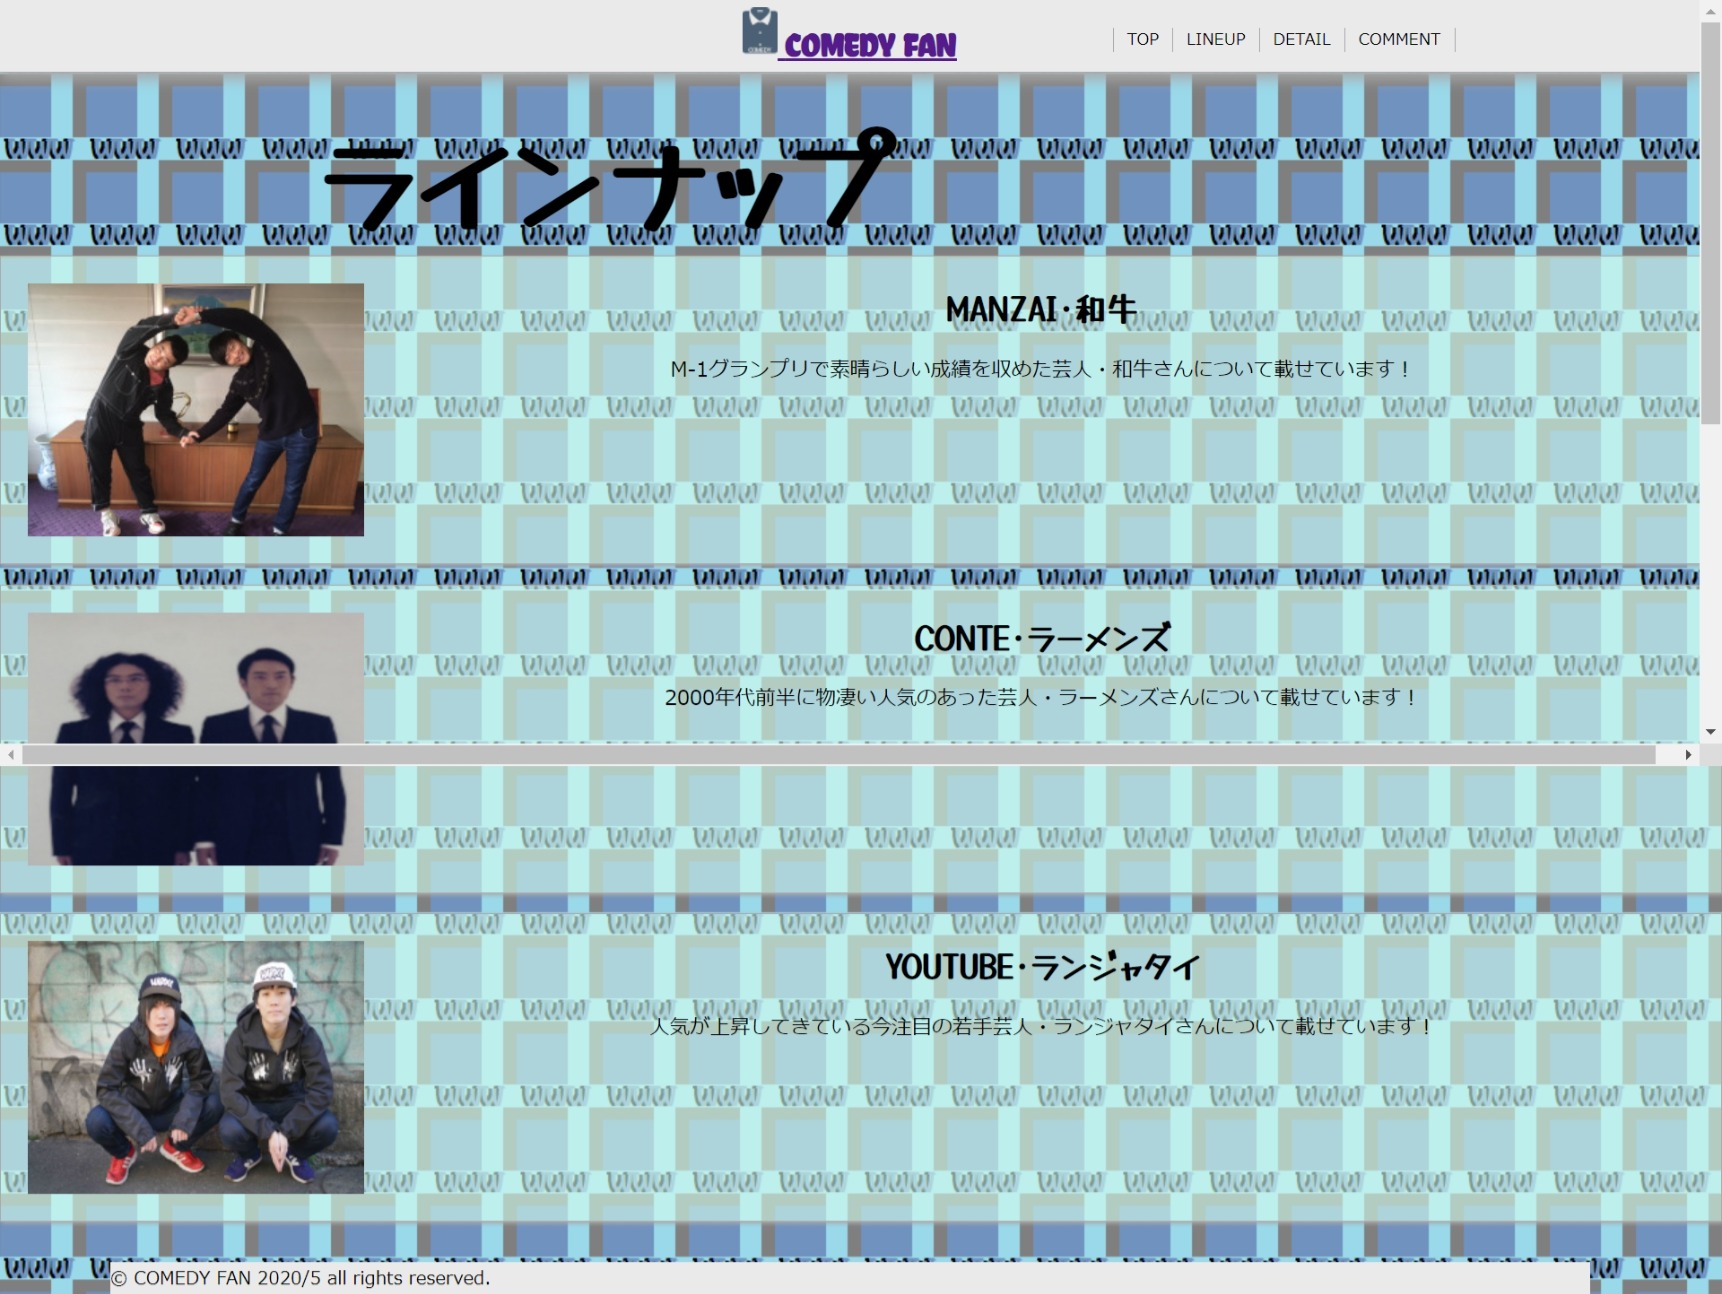 COMEDY FAN
TOP
LINEUP
DETAIL
COMMENT
ラインナップ
MANZAI・和牛
M-1グランプリで素晴らしい成績を収めた芸人・和牛さんについて載せています！
CONTE・ラーメンズ
2000年代前半に物凄い人気のあった芸人・ラーメンズさんについて載せています！
YOUTUBE・ランジャタイ
人気が上昇してきている今注目の若手芸人・ランジャタイさんについて載せています！
© COMEDY FAN 2020/5 all rights reserved.